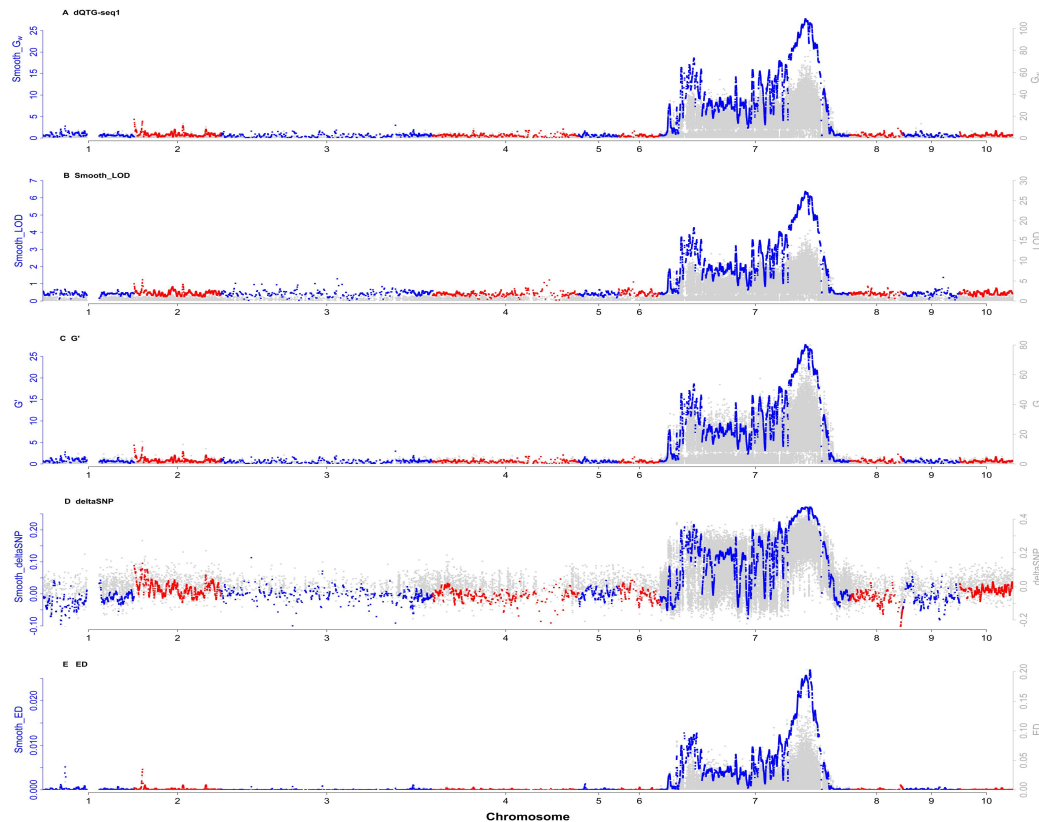 A dQTG-seq1
Smooth_Gw
0 5 10 15 20 25
0 20 40 60 80 100
1 2 3 4 5 6 7 8 9 10
B Smooth_LOD
Smooth_LOD
0 1 2 3 4 5 6 7
0 5 10 15 20 25 30
LOD
1 2 3 4 5 6 7 8 9 10
C G'
G'
0 5 10 15 20 25
0 20 40 60 80
G
1 2 3 4 5 6 7 8 9 10
D deltaSNP
Smooth_deltaSNP
-0.10 0.00 0.10 0.20
-0.2 0.0 0.2 0.4
deltaSNP
1 2 3 4 5 6 7 8 9 10
E ED
Smooth_ED
0.000 0.010 0.020
0.00 0.05 0.10 0.15 0.20
ED
1 2 3 4 5 6 7 8 9 10
Chromosome